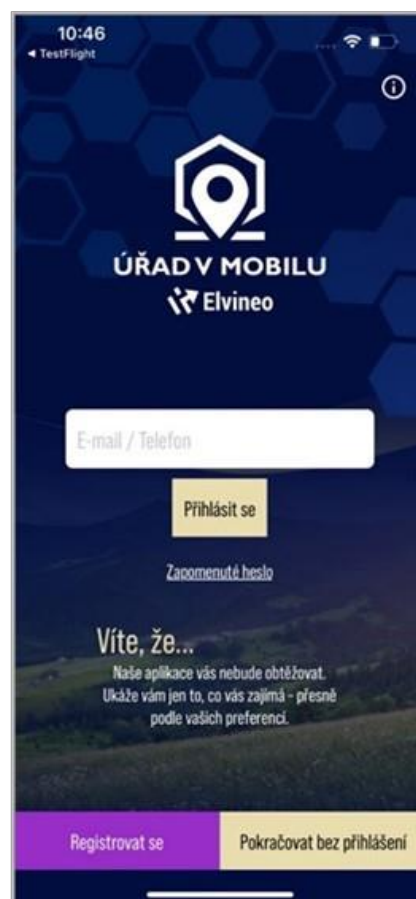 10:46
◀ TestFlight
ÚŘAD V MOBILU
Elvineo
E-mail / Telefon
Přihlásit se
Zapomenuté heslo
Víte, že...
Naše aplikace vás nebude obtěžovat.
Ukáže vám jen to, co vás zajímá - přesně
podle vašich preferencí.
Registrovat se
Pokračovat bez přihlášení